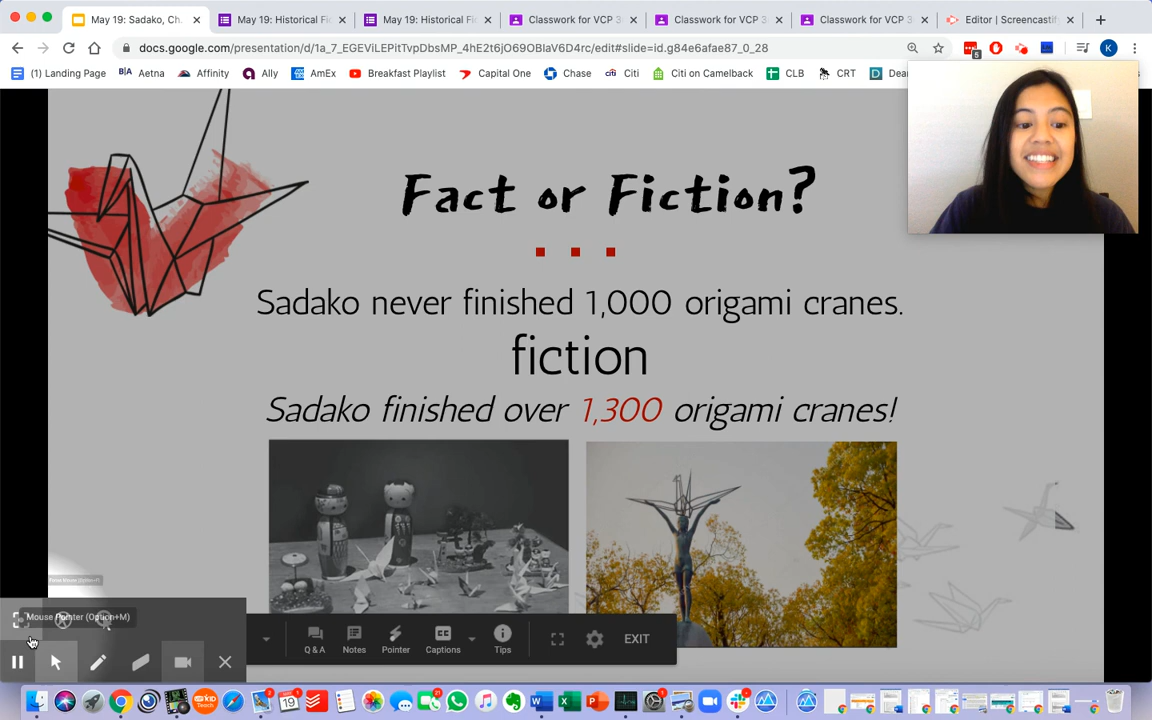 May 19: Sadako, Ch.
May 19: Historical Fi
May 19: Historical F
Classwork for VCP 3
Classwork for VCP 3
Classwork for VCP 3
Editor | Screencastif
docs.google.com/presentation/d/1a_7_EGEViLEPitTvpDbsMP_4hE2t6jO69OBlaV6D4rc/edit#slide=id.g84e6afae87_0_28
K
(1) Landing Page
Aetna
Affinity
Ally
AmEx
Breakfast Playlist
Capital One
Chase
Citi
Citi on Camelback
CLB
CRT
Dea
Fact or Fiction?
Sadako never finished 1,000 origami cranes.
fiction
Sadako finished over 1,300 origami cranes!
Mouse Pointer (Option+M)
Q & A
Notes
Pointer
Captions
Tips
EXIT